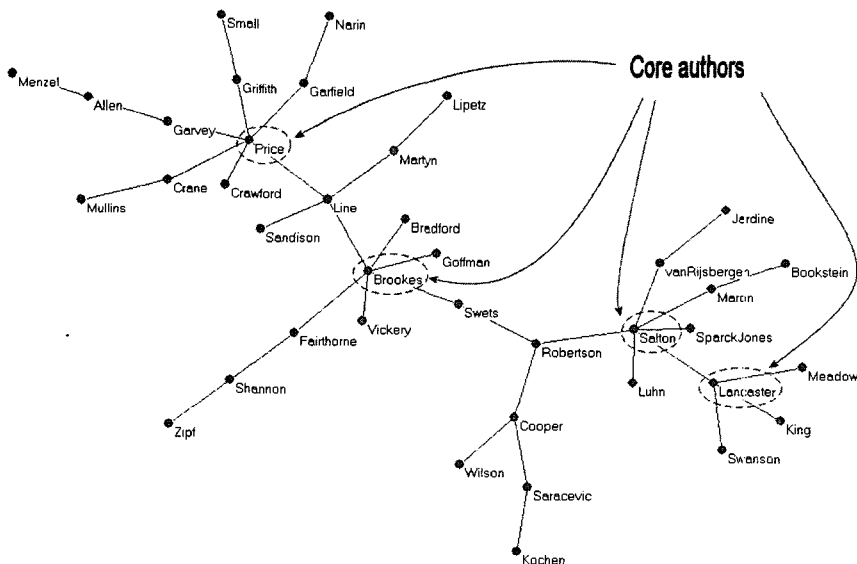 Small
Narin
Core authors
Menzel
Griffith
Garfield
Allen
Lipetz
Garvey
Price
Martyn
Crane
Crawford
Mullins
Line
Jardine
Sandison
Bradford
Goffman
vanRijsbergen
Bookstein
Brookes
Maron
Swets
Vickery
Fairthorne
Robertson
Salton
SparckJones
Meadow
Shannon
Luhn
Lancaster
Zipf
Cooper
King
Swanson
Wilson
Saracevic
Kochen